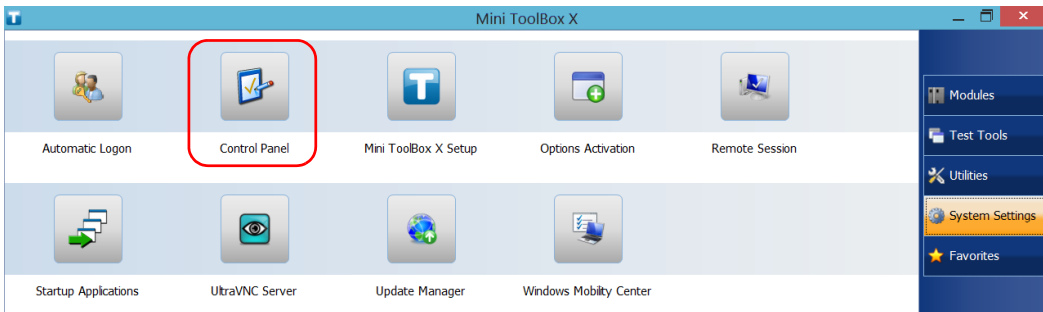 Mini ToolBox X
Automatic Logon
Control Panel
Mini ToolBox X Setup
Options Activation
Remote Session
Startup Applications
UltraVNC Server
Update Manager
Windows Mobility Center
Modules
Test Tools
Utilities
System Settings
Favorites